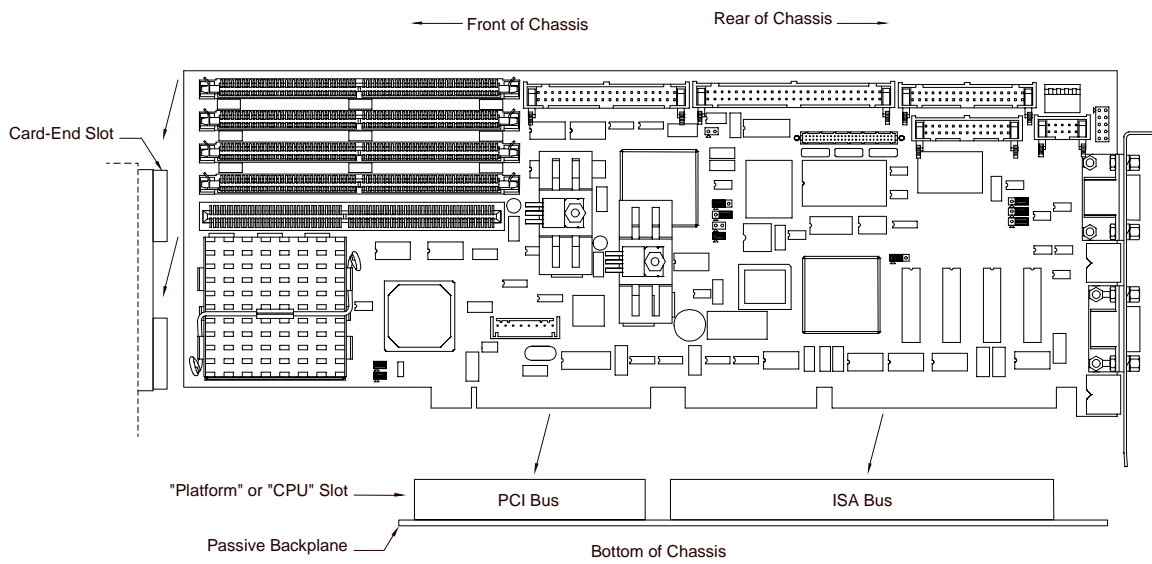 Front of Chassis
Rear of Chassis
Card-End Slot
"Platform" or "CPU" Slot
PCI Bus
ISA Bus
Passive Backplane
Bottom of Chassis